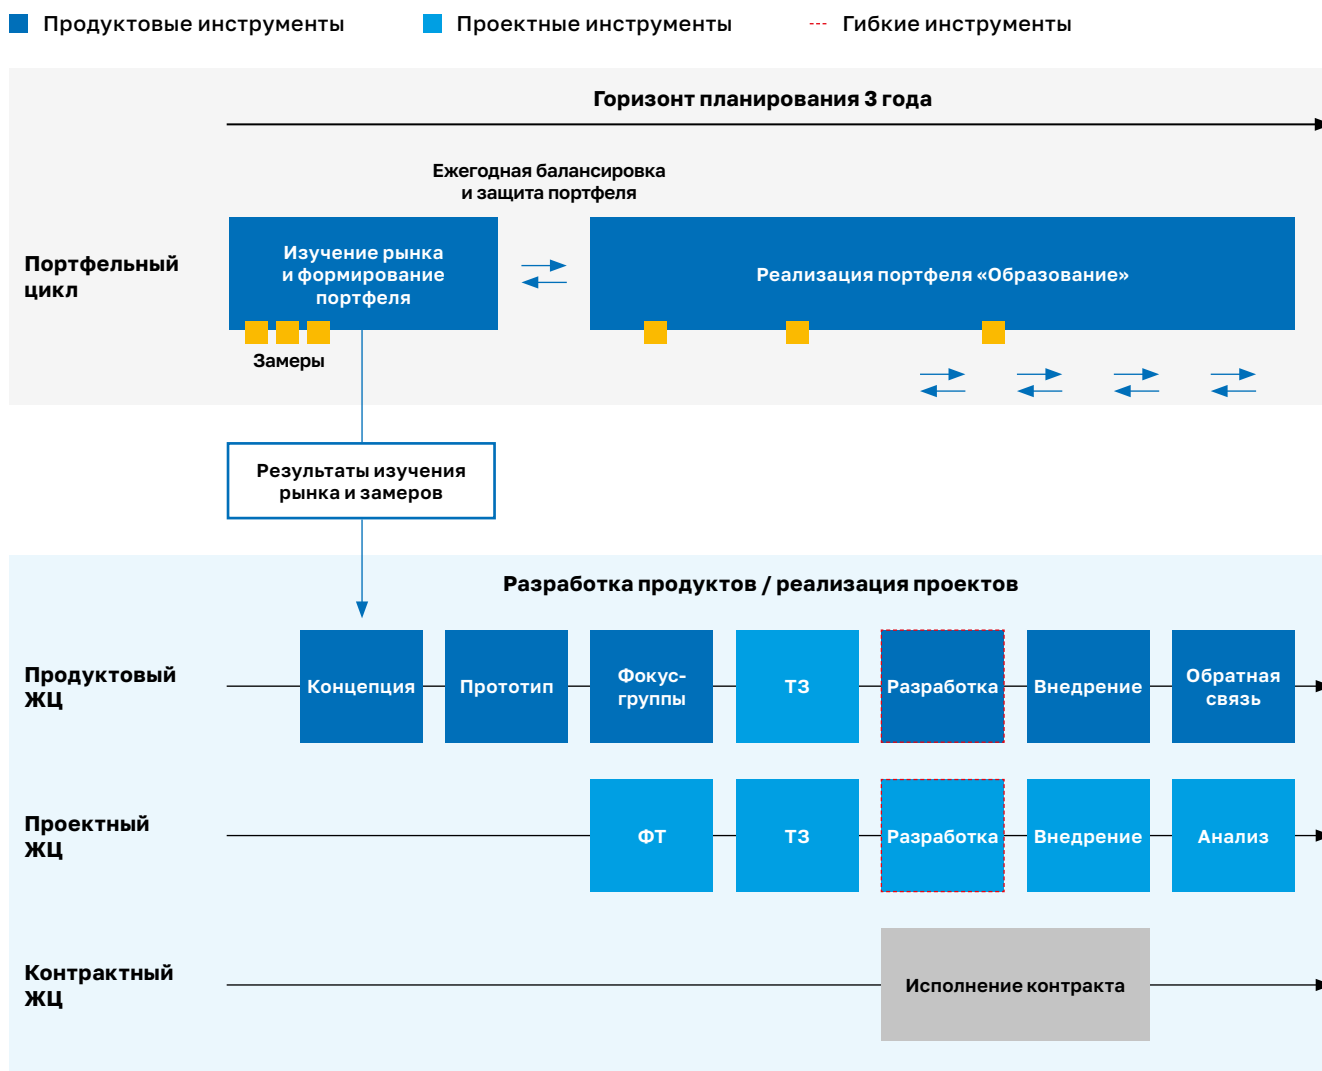 Продуктовые инструменты
Проектные инструменты
Гибкие инструменты
Горизонт планирования 3 года
Ежегодная балансировка
и защита портфеля
Портфельный
цикл
Изучение рынка
и формирование
портфеля
Реализация портфеля «Образование»
Замеры
Результаты изучения
рынка и замеров
Разработка продуктов / реализация проектов
Продуктовый
ЖЦ
Концепция
Прототип
Фокус-
группы
ТЗ
Разработка
Внедрение
Обратная
связь
Проектный
ЖЦ
ФТ
ТЗ
Разработка
Внедрение
Анализ
Контрактный
ЖЦ
Исполнение контракта